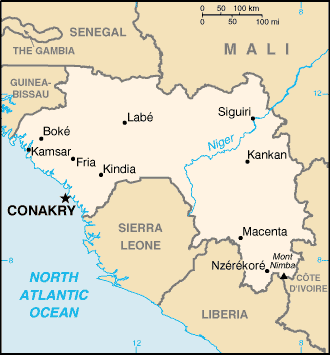 SENEGAL
0 50 100 km
0 50 100 mi
12
THE GAMBIA
MALI
GUINEA-
BISSAU
Siguiri
Labé
Niger
12
Boké
Kamsar
Fria
Kankan
Kindia
CONAKRY
SIERRA
LEONE
Macenta
Mont
Nimba
8
Nzérékoré
8
NORTH
ATLANTIC
OCEAN
CÔTE
D'IVOIRE
LIBERIA
12
8